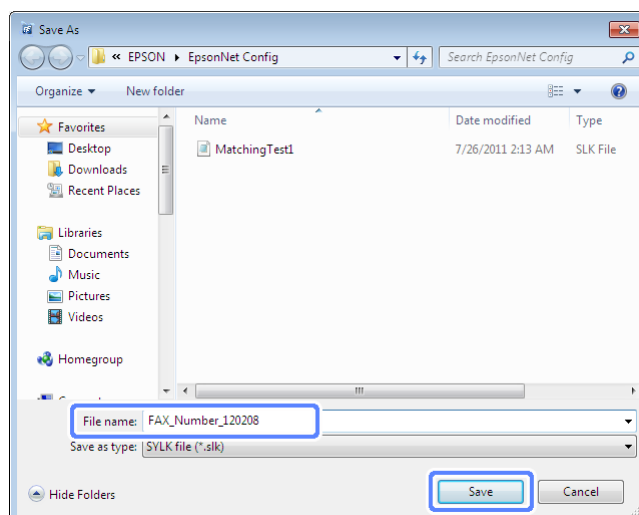 Save As
« EPSON ▸ EpsonNet Config
Search EpsonNet Config
Organize
New folder
Name
Date modified
Type
Favorites
Desktop
Downloads
Recent Places
MatchingTest1
7/26/2011 2:13 AM
SLK File
Libraries
Documents
Music
Pictures
Videos
Homegroup
File name: FAX_Number_120208
Save as type: SYLK file (*.slk)
Hide Folders
Save
Cancel